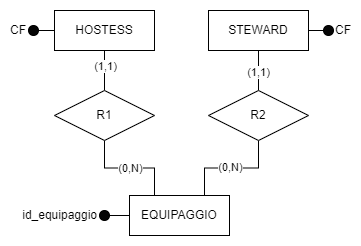 CF HOSTESS STEWARD CF
(1,1) (1,1)
R1 R2
(0,N) (0,N)
id_equipaggio EQUIPAGGIO